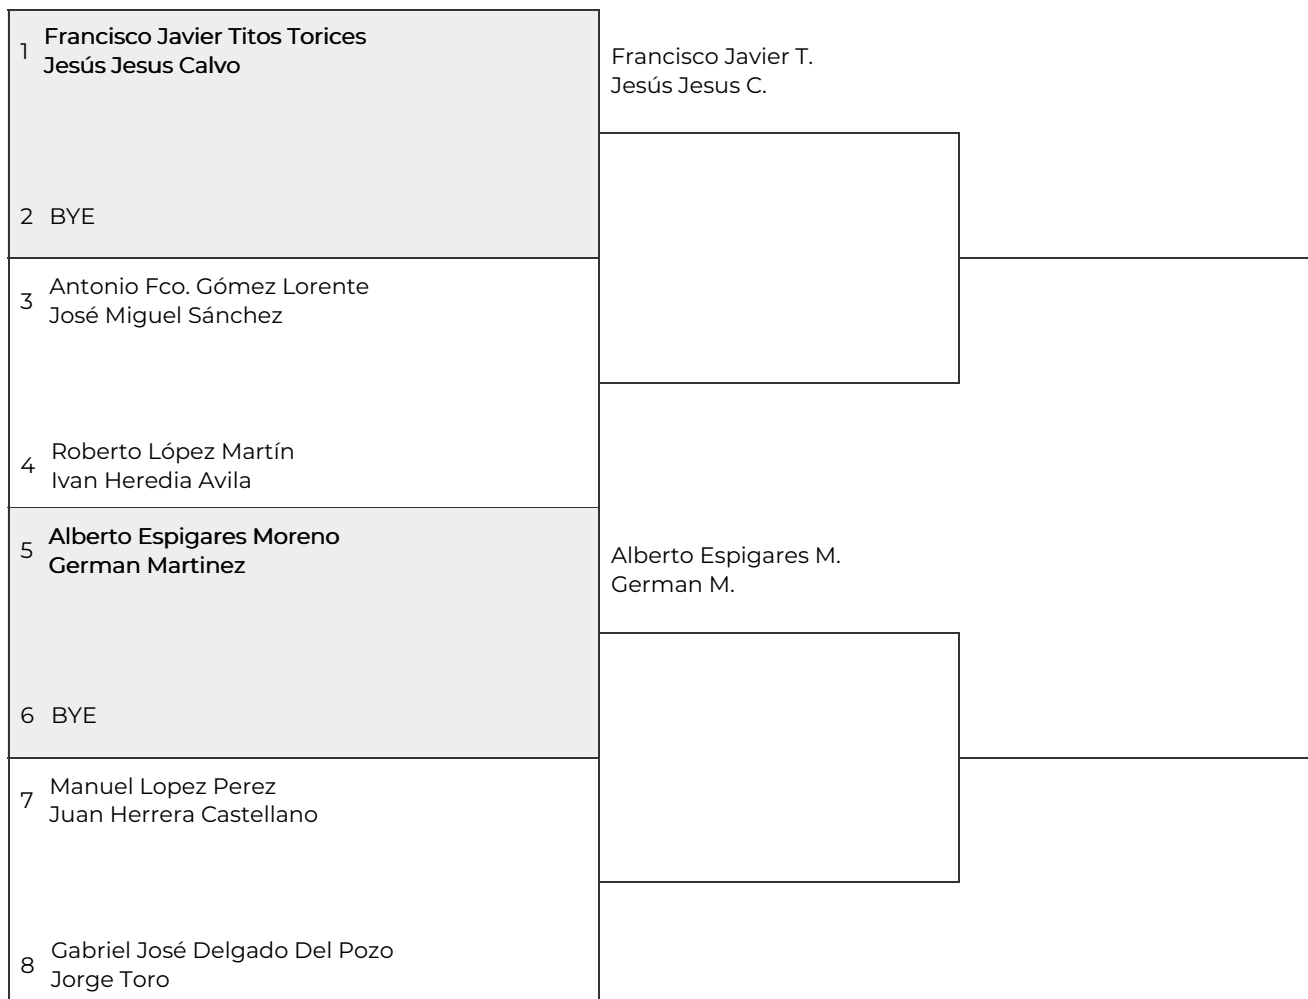 1 Francisco Javier Titos Torices
Jesús Jesus Calvo
2 BYE
3 Antonio Fco. Gómez Lorente
José Miguel Sánchez
4 Roberto López Martín
Ivan Heredia Avila
5 Alberto Espigares Moreno
German Martinez
6 BYE
7 Manuel Lopez Perez
Juan Herrera Castellano
8 Gabriel José Delgado Del Pozo
Jorge Toro
Francisco Javier T.
Jesús Jesus C.
Alberto Espigares M.
German M.